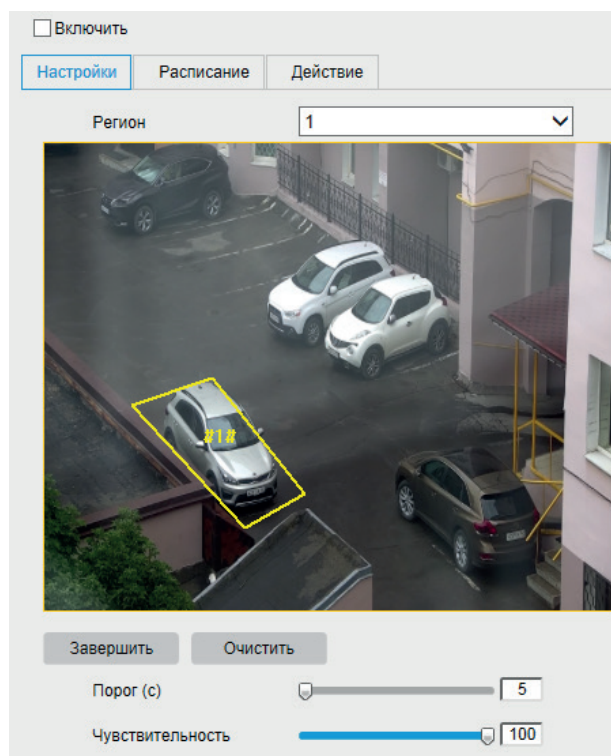 Включить
Настройки Расписание Действие
Регион 1
#1#
Завершить Очистить
Порог (с) 5
Чувствительность 100